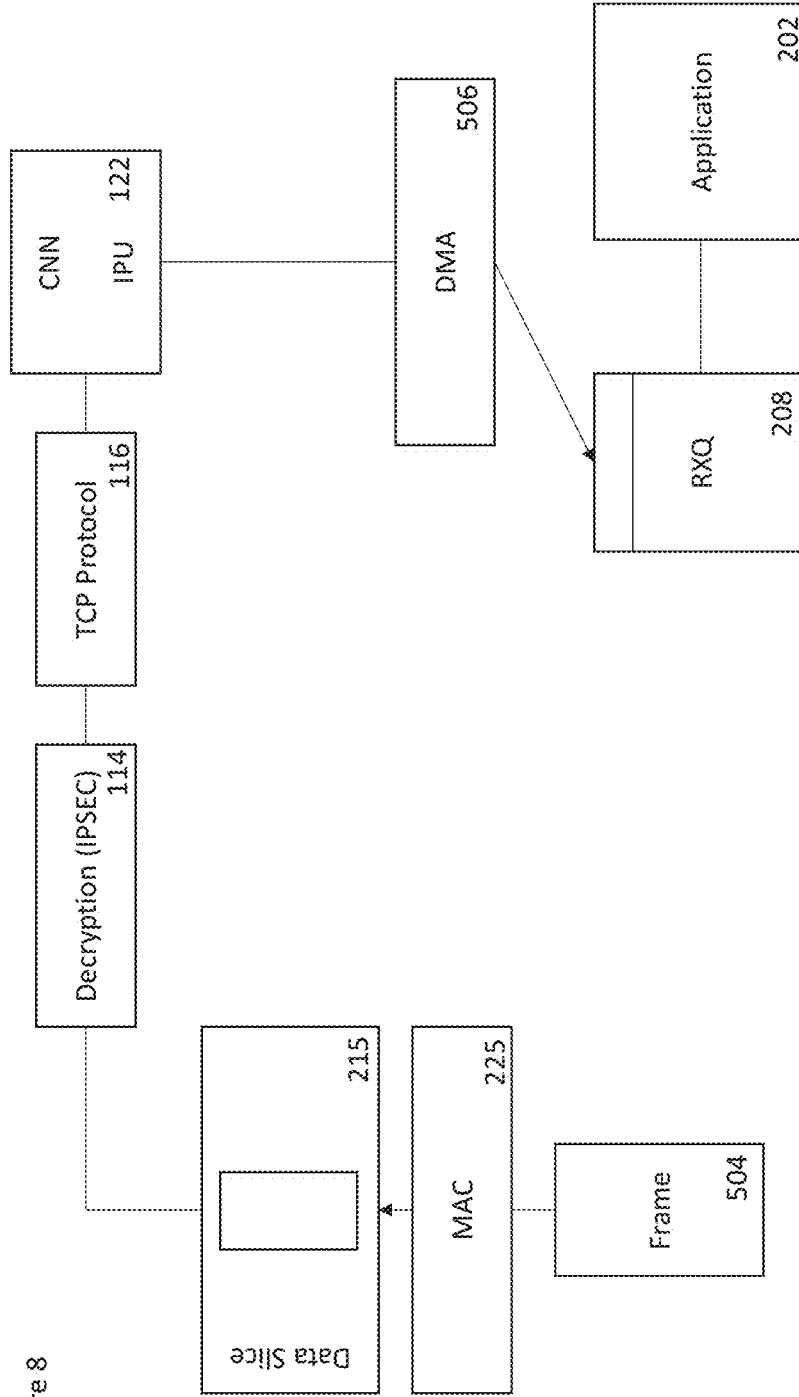 re 8
Data Slice
215
MAC
225
Frame
504
Decryption (IPSEC)
114
TCP Protocol
116
CNN
IPU
122
DMA
506
RXQ
208
Application
202